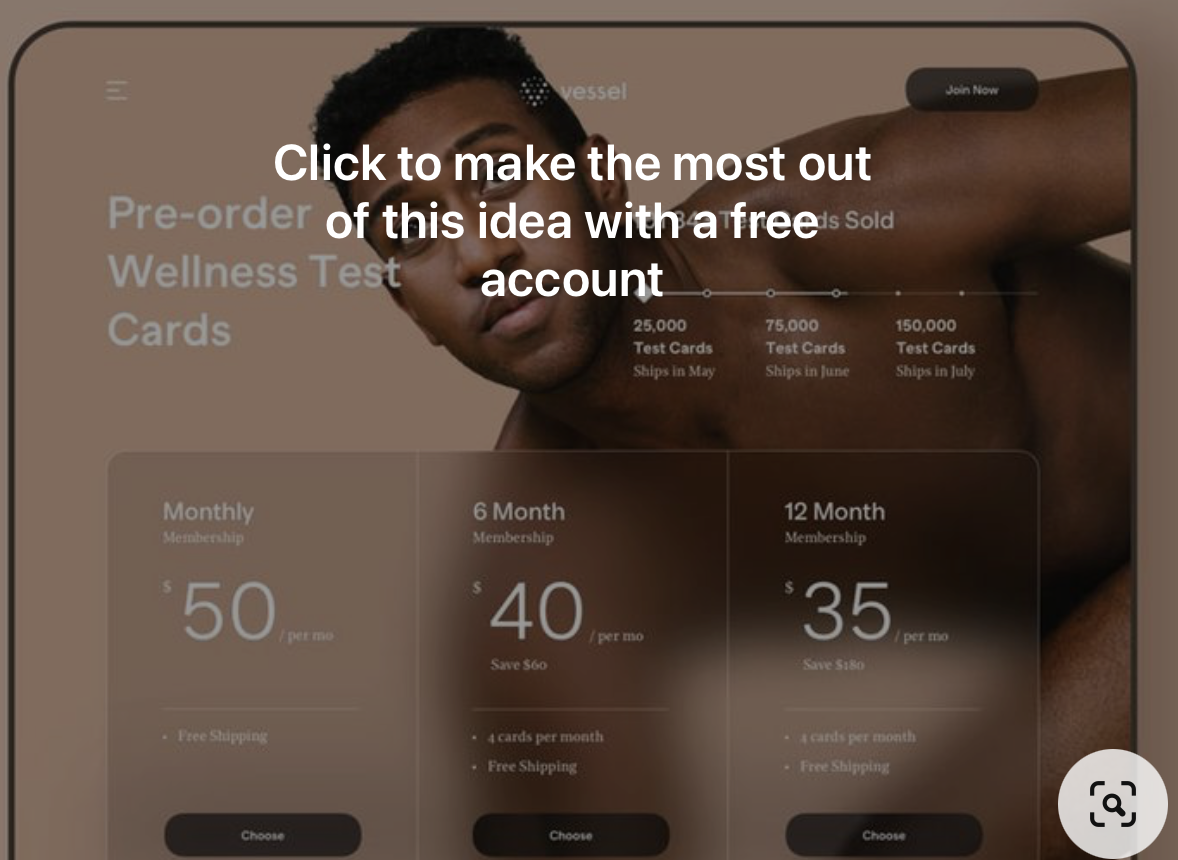 vessel
Join Now
Click to make the most out
of this idea with a free
account
Pre-order
Wellness Test
Cards
Test Cards Sold
25,000
Test Cards
Ships in May
75,000
Test Cards
Ships in June
150,000
Test Cards
Ships in July
Monthly
Membership
$ 50 / per mo
• Free Shipping
Choose
6 Month
Membership
$ 40 / per mo
Save $60
• 4 cards per month
• Free Shipping
Choose
12 Month
Membership
$ 35 / per mo
Save $180
• 4 cards per month
• Free Shipping
Choose